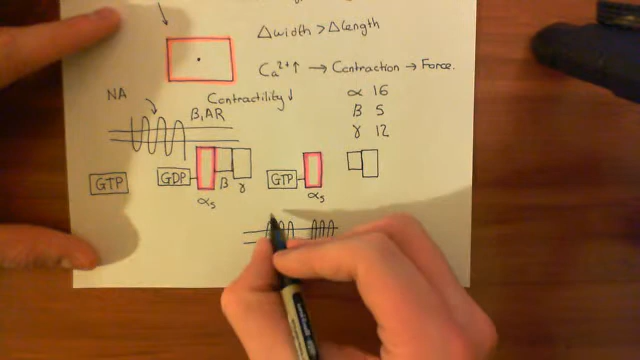 Δwidth > Δlength
Ca²⁺↑ → Contraction → Force.
Contractility ↓
α 16
β 5
γ 12
NA
β₁AR
GTP
GDP
αₛ
β
γ
GTP
αₛ